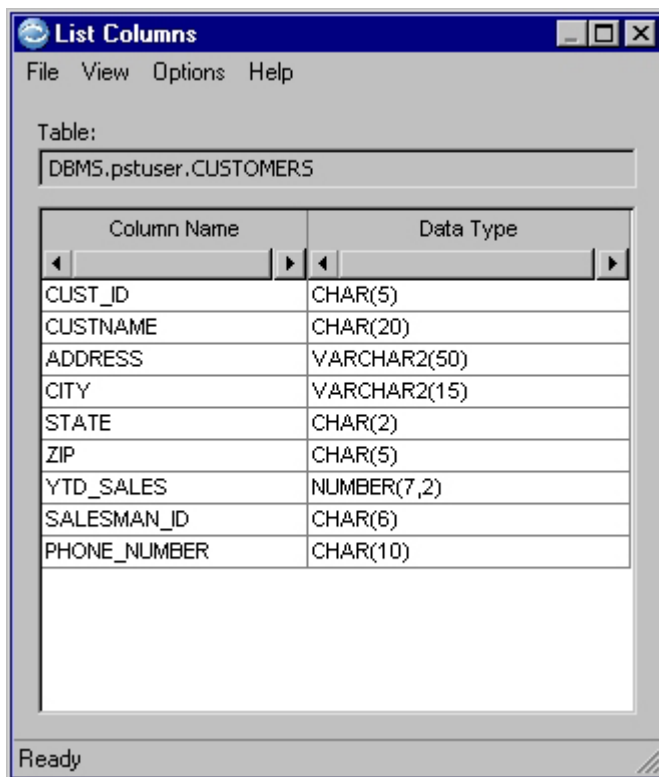 List Columns
File View Options Help
Table:
DBMS.pstuser.CUSTOMERS
Column Name Data Type
CUST_ID CHAR(5)
CUSTNAME CHAR(20)
ADDRESS VARCHAR2(50)
CITY VARCHAR2(15)
STATE CHAR(2)
ZIP CHAR(5)
YTD_SALES NUMBER(7,2)
SALESMAN_ID CHAR(6)
PHONE_NUMBER CHAR(10)
Ready